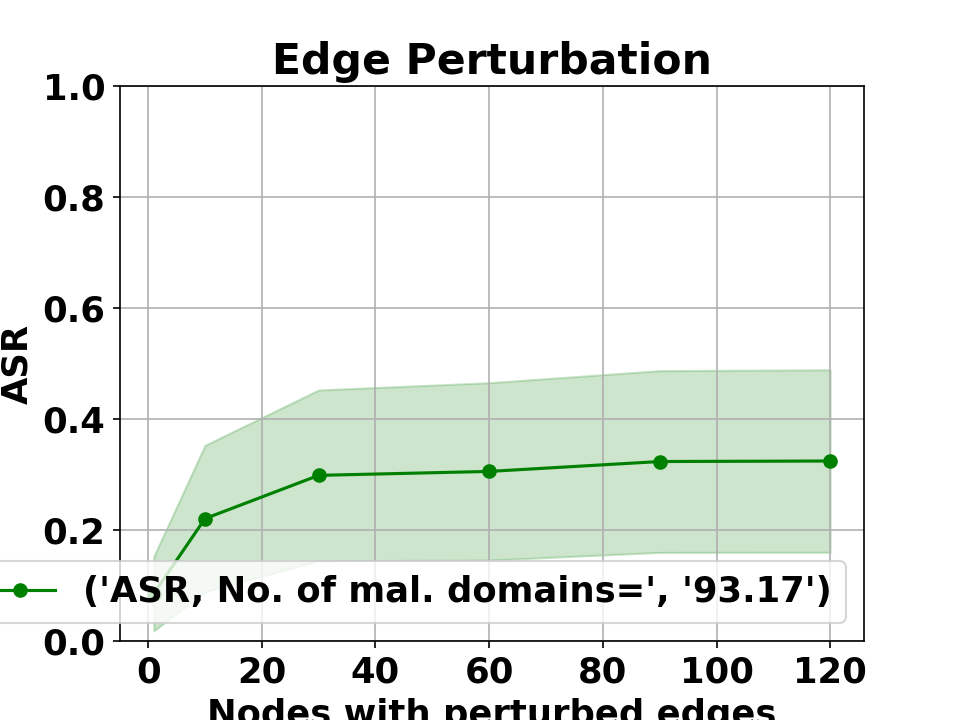 Edge Perturbation
1.0
0.8
0.6
0.4
0.2
0.0
ASR
('ASR, No. of mal. domains=', '93.17')
0 20 40 60 80 100 120
Nodes with perturbed edges